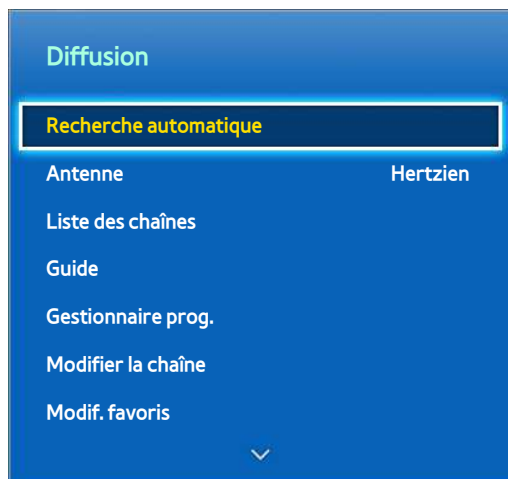 Diffusion
Recherche automatique
Antenne Hertzien
Liste des chaînes
Guide
Gestionnaire prog.
Modifier la chaîne
Modif. favoris